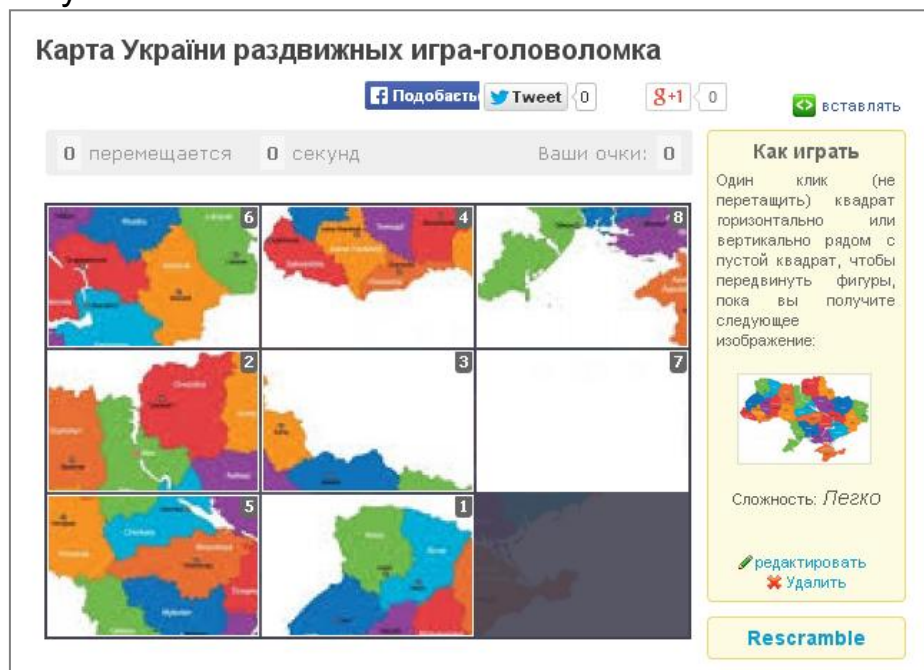 Карта України раздвижных игра-головоломка
Подобаєть Tweet 0 g+1 0
вставлять
0 перемещается 0 секунд Ваши очки: 0
6 4 8
2 3 7
5 1
Как играть
Один клик (не
перетащить) квадрат
горизонтально или
вертикально рядом с
пустой квадрат, чтобы
передвинуть фигуры,
пока вы получите
следующее
изображение:
Сложность: Легко
редактировать
Удалить
Rescramble